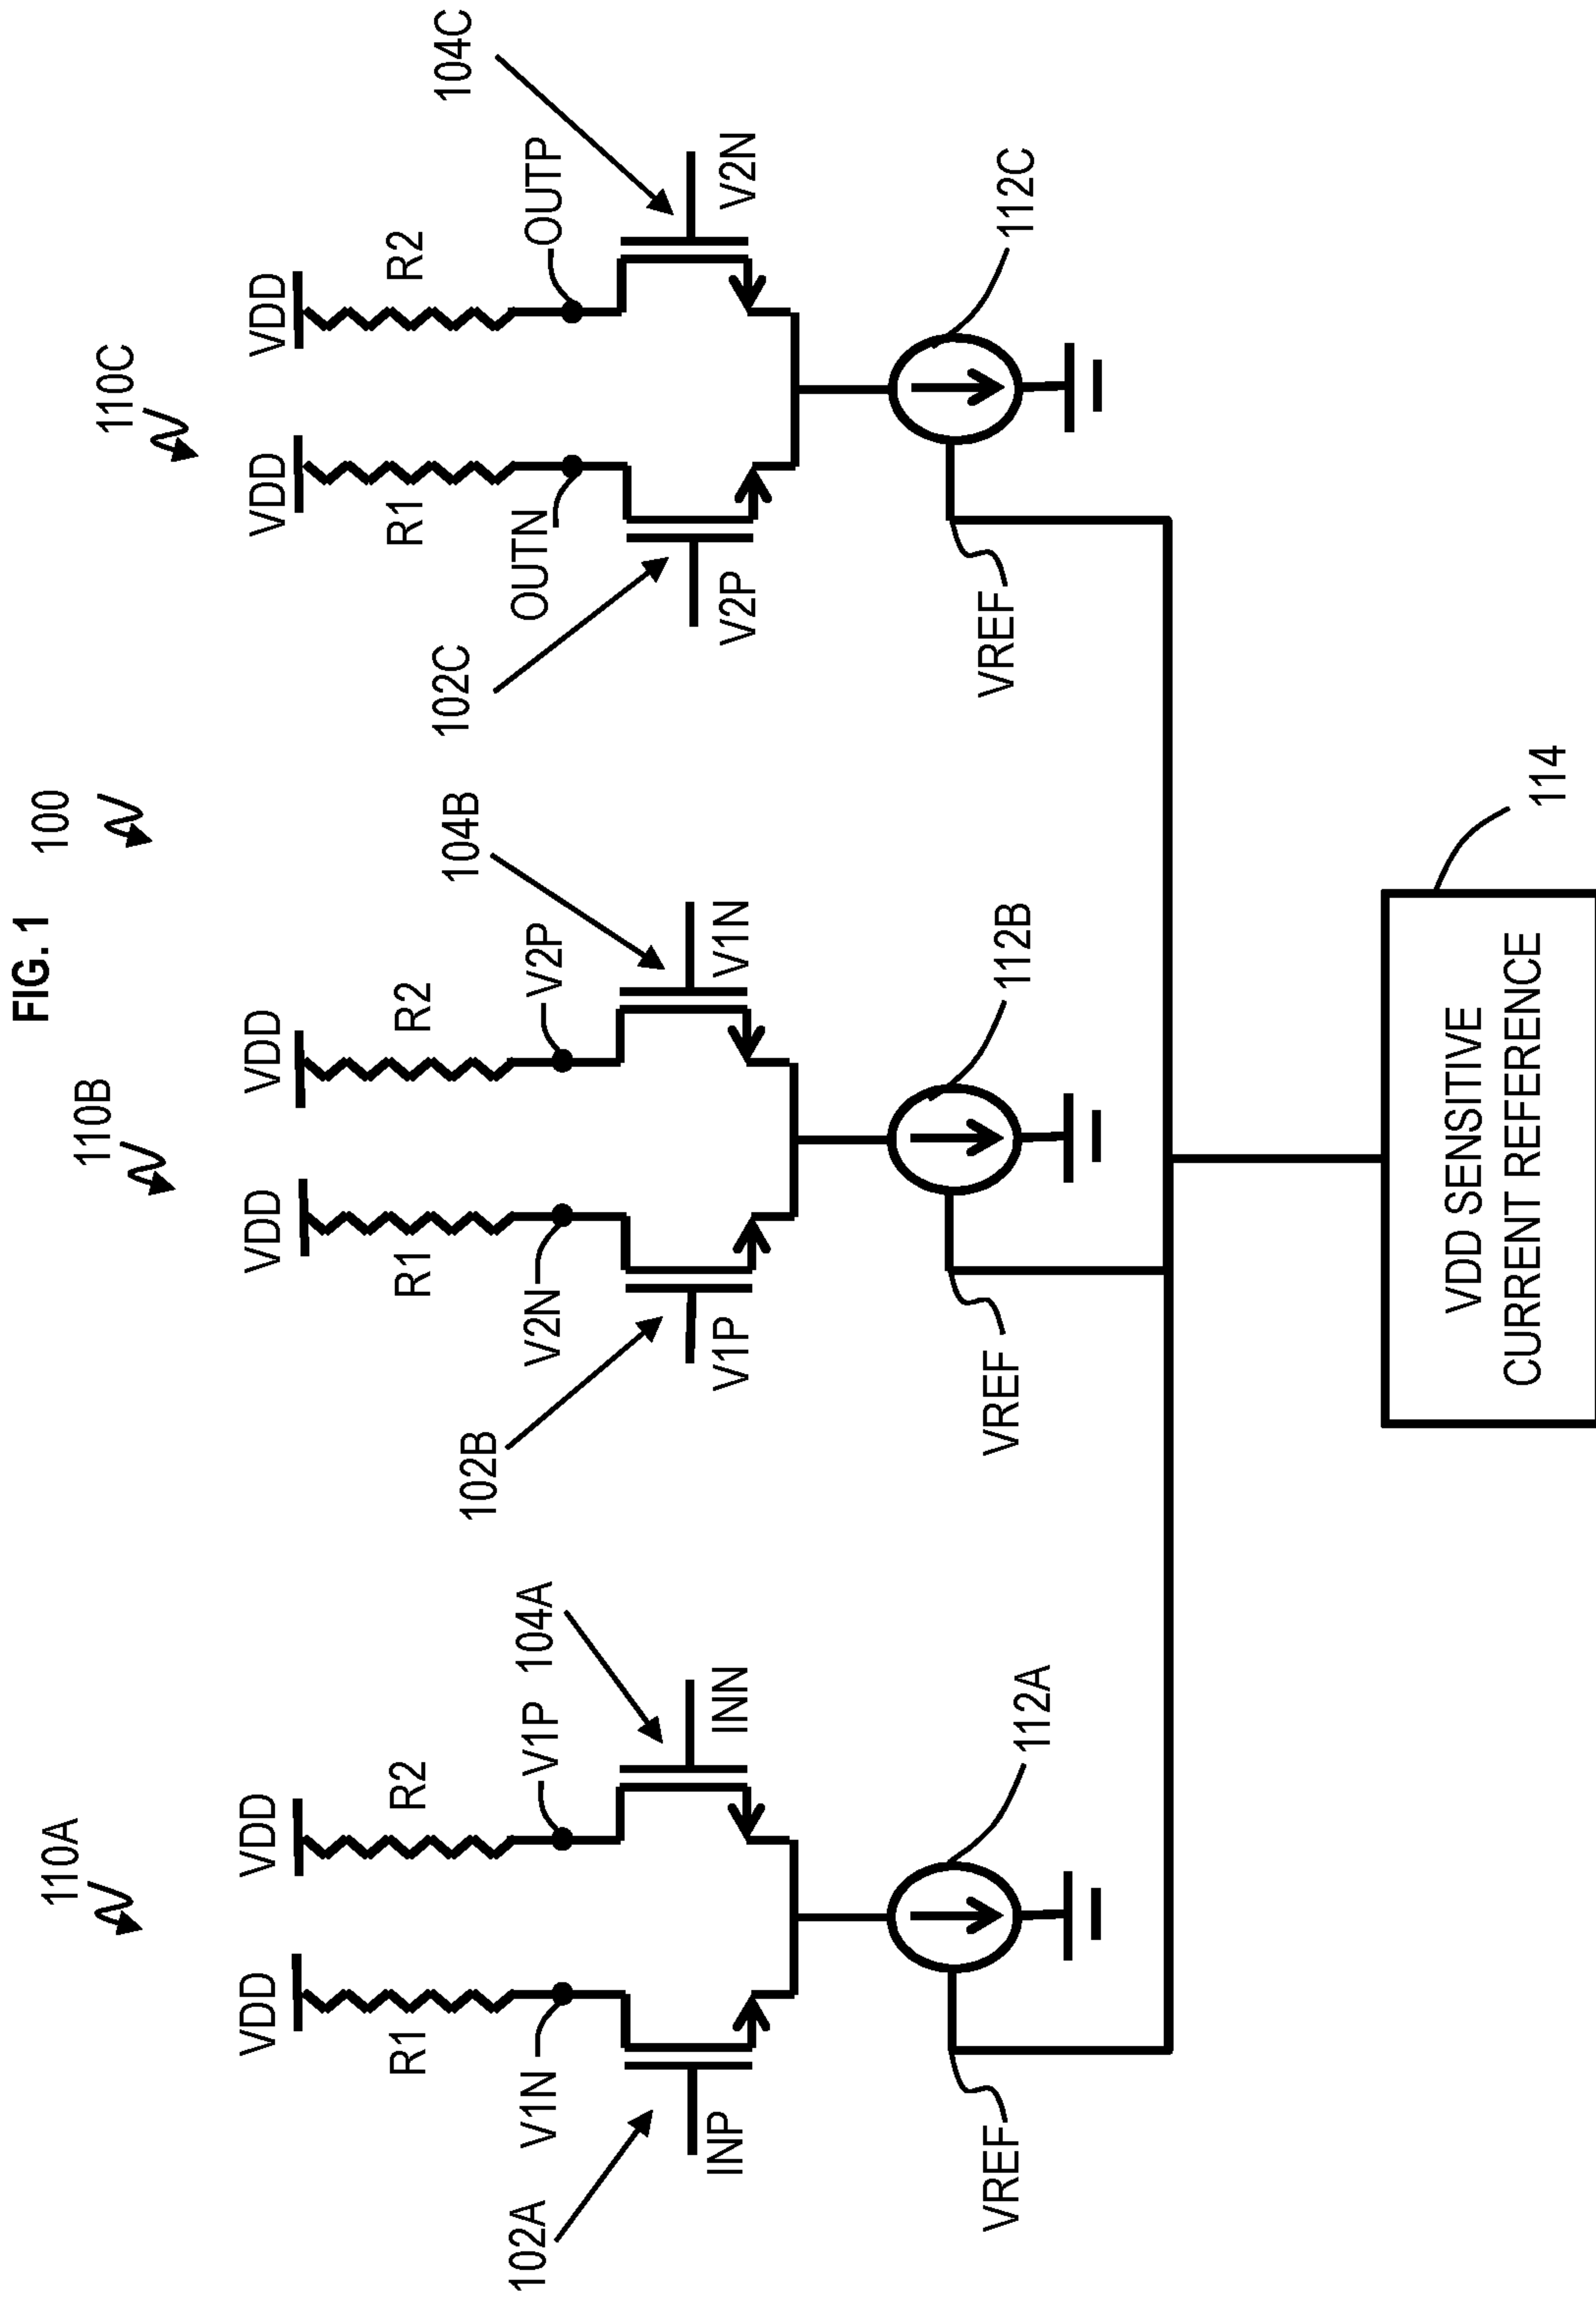 FIG. 1
100
110A
VDD
VDD
R1
R2
V1N
V1P
102A
104A
INP
INN
VREF
112A
110B
VDD
VDD
R1
R2
V2N
V2P
102B
104B
V1P
V1N
VREF
112B
110C
VDD
VDD
R1
R2
OUTN
OUTP
102C
104C
V2P
V2N
VREF
112C
VDD SENSITIVE
CURRENT REFERENCE
114